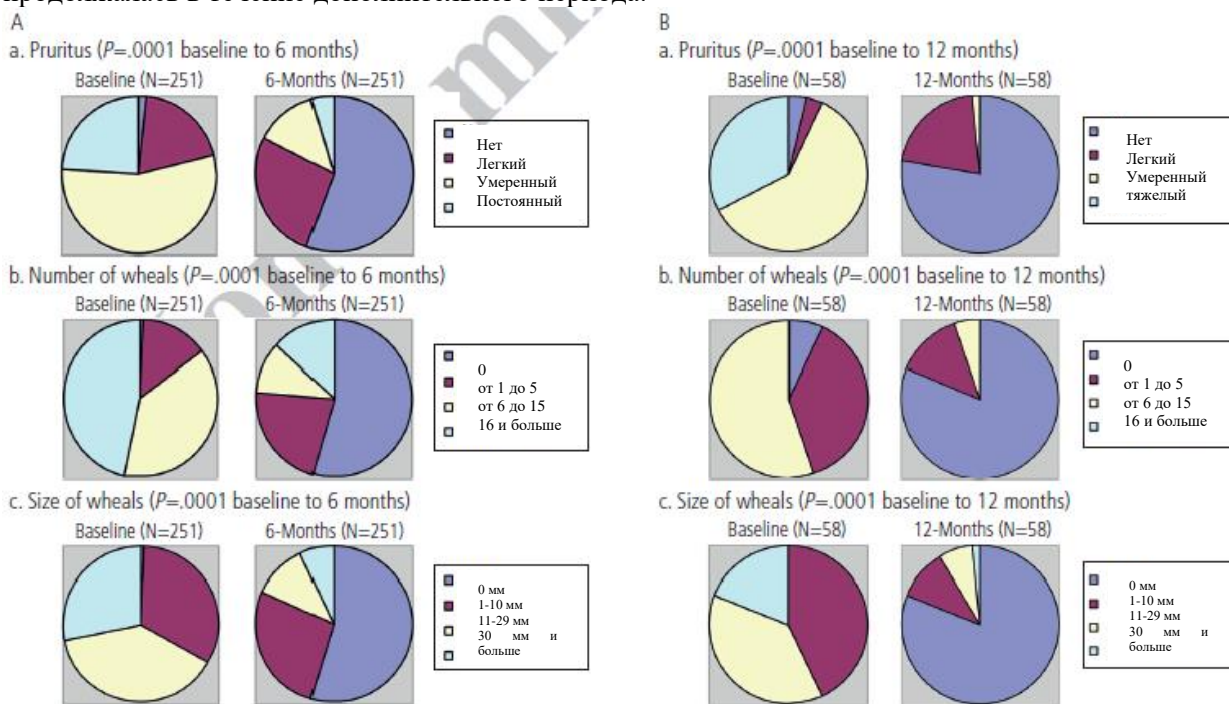 продолжалась в течение дополнительного периода.
A
a. Pruritus (P=.0001 baseline to 6 months)
Baseline (N=251)
6-Months (N=251)
Нет
Легкий
Умеренный
Постоянный
b. Number of wheals (P=.0001 baseline to 6 months)
Baseline (N=251)
6-Months (N=251)
0
от 1 до 5
от 6 до 15
16 и больше
c. Size of wheals (P=.0001 baseline to 6 months)
Baseline (N=251)
6-Months (N=251)
0 мм
1-10 мм
11-29 мм
30 мм и
больше
B
a. Pruritus (P=.0001 baseline to 12 months)
Baseline (N=58)
12-Months (N=58)
Нет
Легкий
Умеренный
тяжелый
b. Number of wheals (P=.0001 baseline to 12 months)
Baseline (N=58)
12-Months (N=58)
0
от 1 до 5
от 6 до 15
16 и больше
c. Size of wheals (P=.0001 baseline to 12 months)
Baseline (N=58)
12-Months (N=58)
0 мм
1-10 мм
11-29 мм
30 мм и
больше